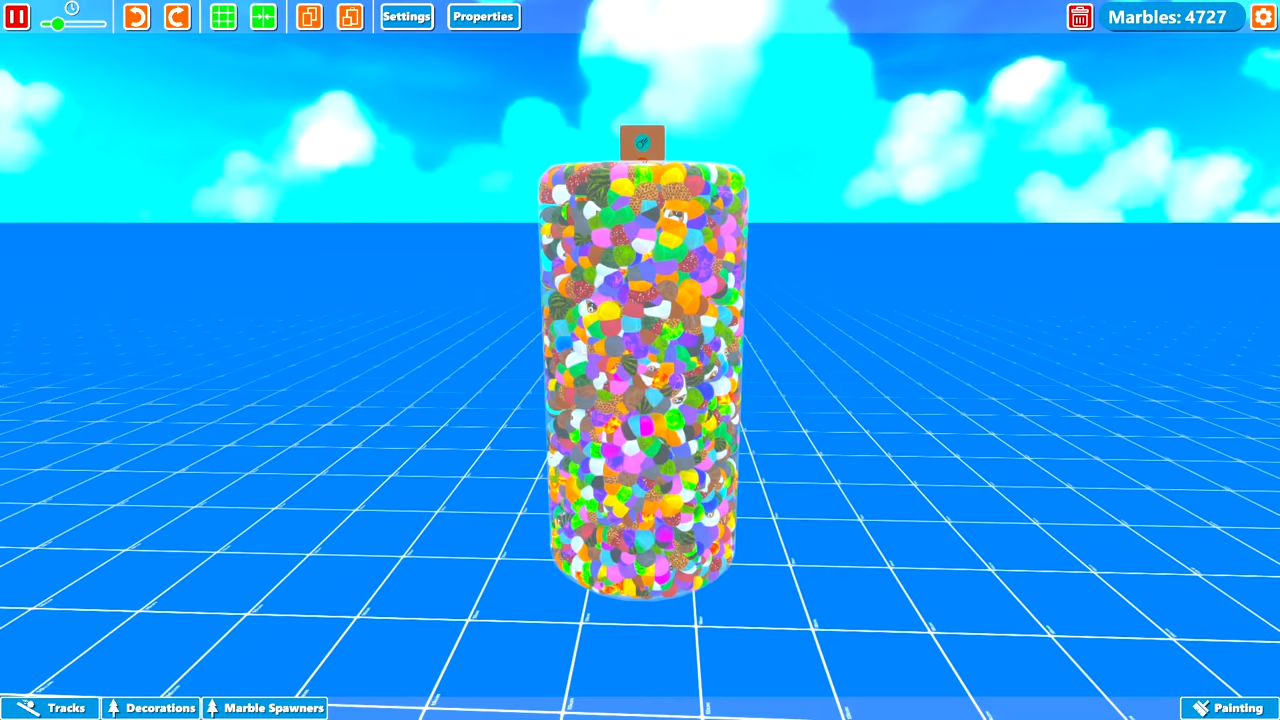 Settings
Properties
Marbles: 4727
Tracks
Decorations
Marble Spawners
Painting